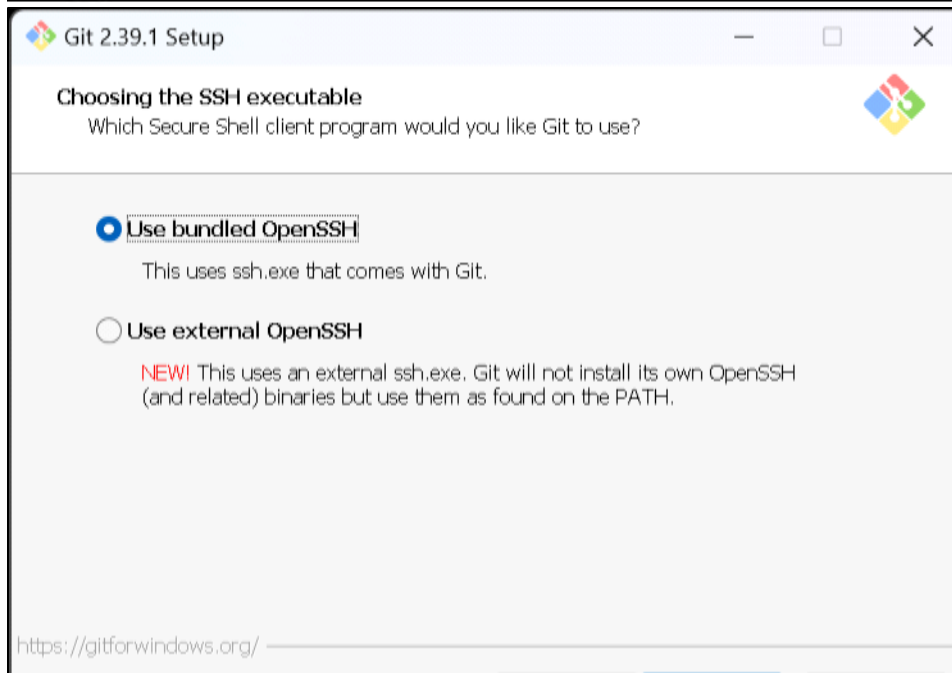 Git 2.39.1 Setup
Choosing the SSH executable
Which Secure Shell client program would you like Git to use?
Use bundled OpenSSH
This uses ssh.exe that comes with Git.
Use external OpenSSH
NEW! This uses an external ssh.exe. Git will not install its own OpenSSH
(and related) binaries but use them as found on the PATH.
https://gitforwindows.org/